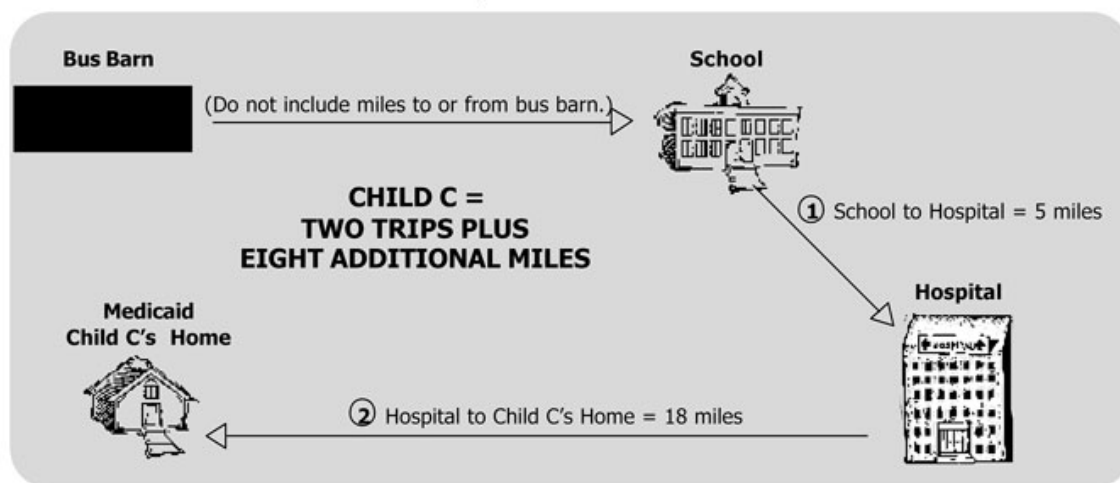 Bus Barn
School
(Do not include miles to or from bus barn.)
CHILD C =
TWO TRIPS PLUS
EIGHT ADDITIONAL MILES
1 School to Hospital = 5 miles
Hospital
Medicaid
Child C's Home
2 Hospital to Child C's Home = 18 miles